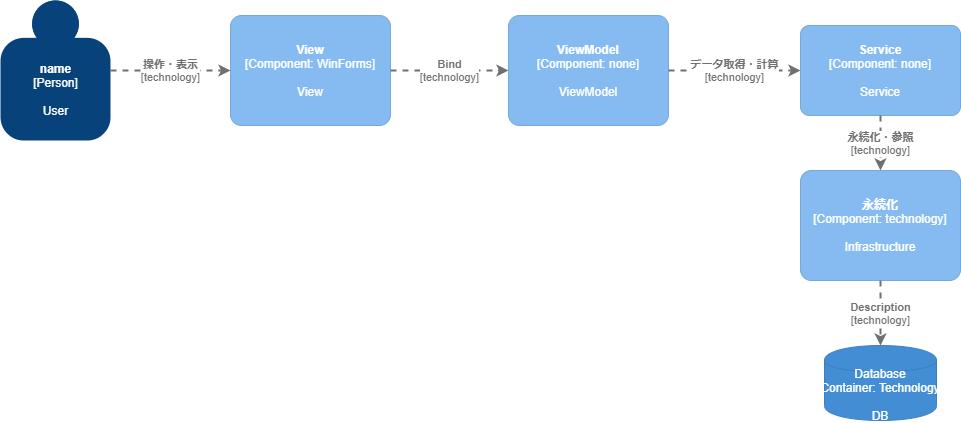 name
[Person]
User
操作・表示
[technology]
View
[Component: WinForms]
View
Bind
[technology]
ViewModel
[Component: none]
ViewModel
データ取得・計算
[technology]
Service
[Component: none]
Service
永続化・参照
[technology]
永続化
[Component: technology]
Infrastructure
Description
[technology]
Database
Container: Technology
DB